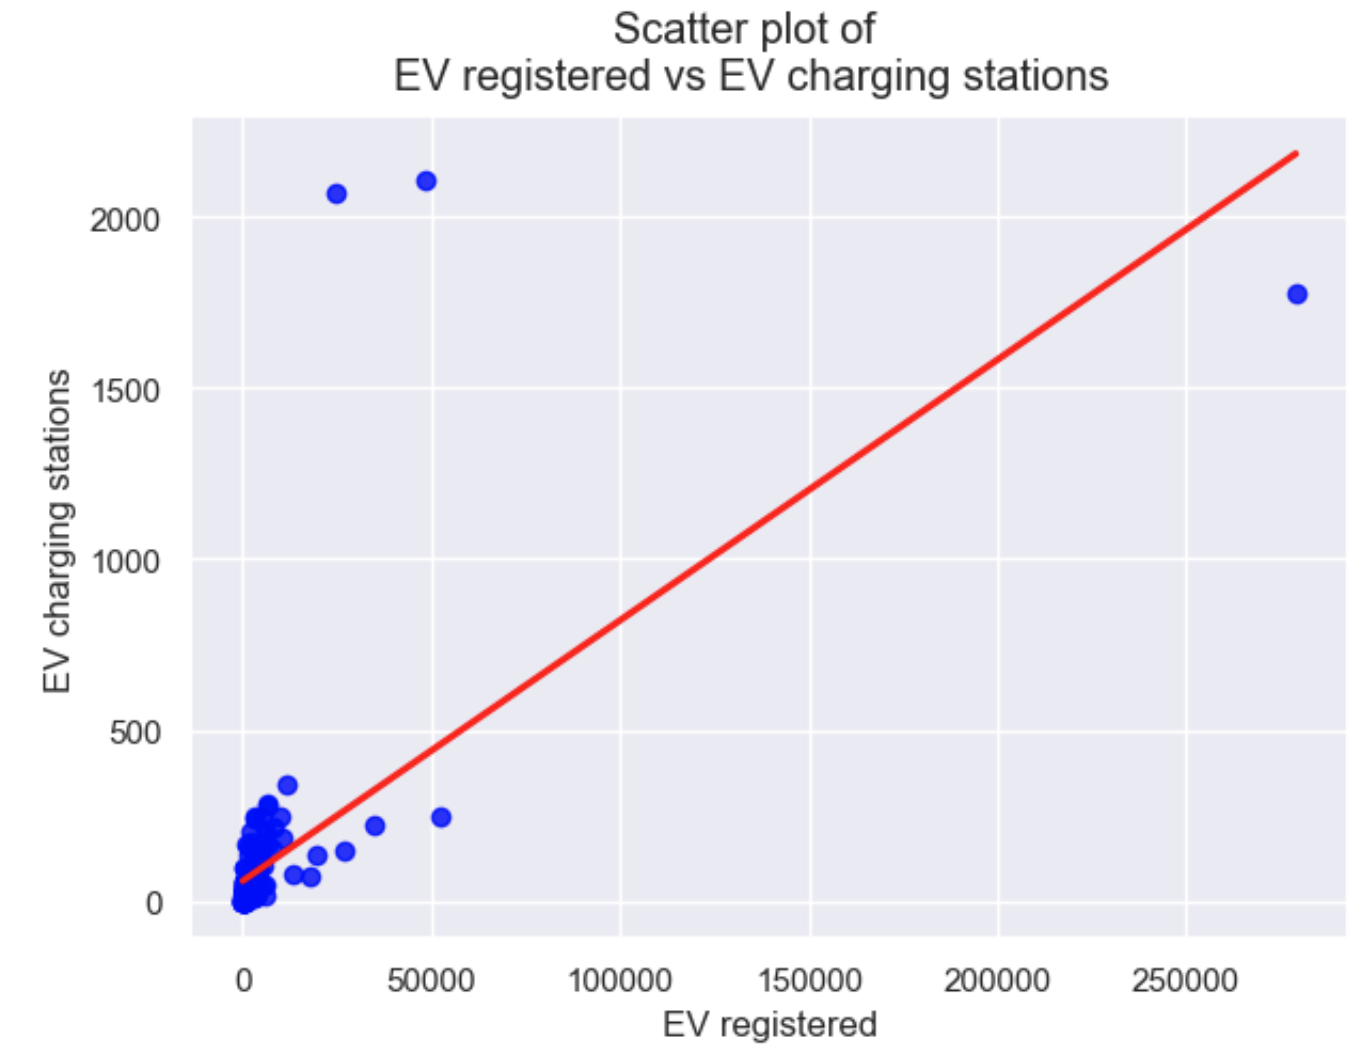 Scatter plot of
EV registered vs EV charging stations
EV charging stations
2000
1500
1000
500
0
0 50000 100000 150000 200000 250000
EV registered